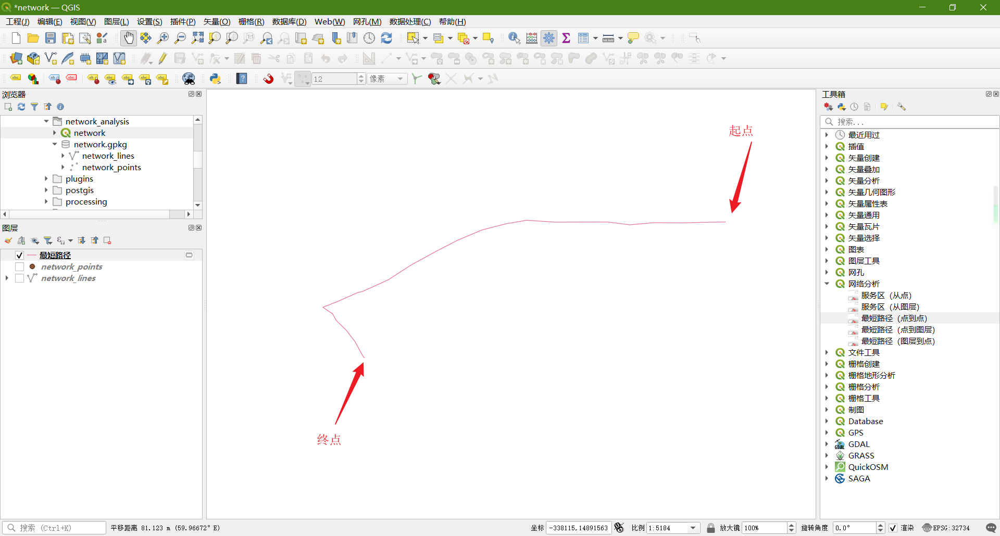 *network — QGIS
工程(J) 编辑(E) 视图(V) 图层(L) 设置(S) 插件(P) 矢量(O) 栅格(R) 数据库(D) Web(W) 网孔(M) 数据处理(C) 帮助(H)
12 像素
浏览器
network_analysis
network
network.gpkg
network_lines
network_points
plugins
postgis
processing
图层
最短路径
network_points
network_lines
起点
终点
工具箱
搜索...
最近用过
插值
矢量创建
矢量叠加
矢量分析
矢量几何图形
矢量属性表
矢量通用
矢量瓦片
矢量选择
图表
图层工具
网孔
网络分析
服务区（从点）
服务区（从图层）
最短路径（点到点）
最短路径（点到图层）
最短路径（图层到点）
文件工具
栅格创建
栅格地形分析
栅格分析
栅格工具
制图
Database
GPS
GDAL
GRASS
QuickOSM
SAGA
搜索 (Ctrl+K) 平移距离 81.123 m (59.96672° E) 坐标 -338115,14891563 比例 1:5184 放大镜 100% 旋转角度 0.0° 渲染 EPSG:32734